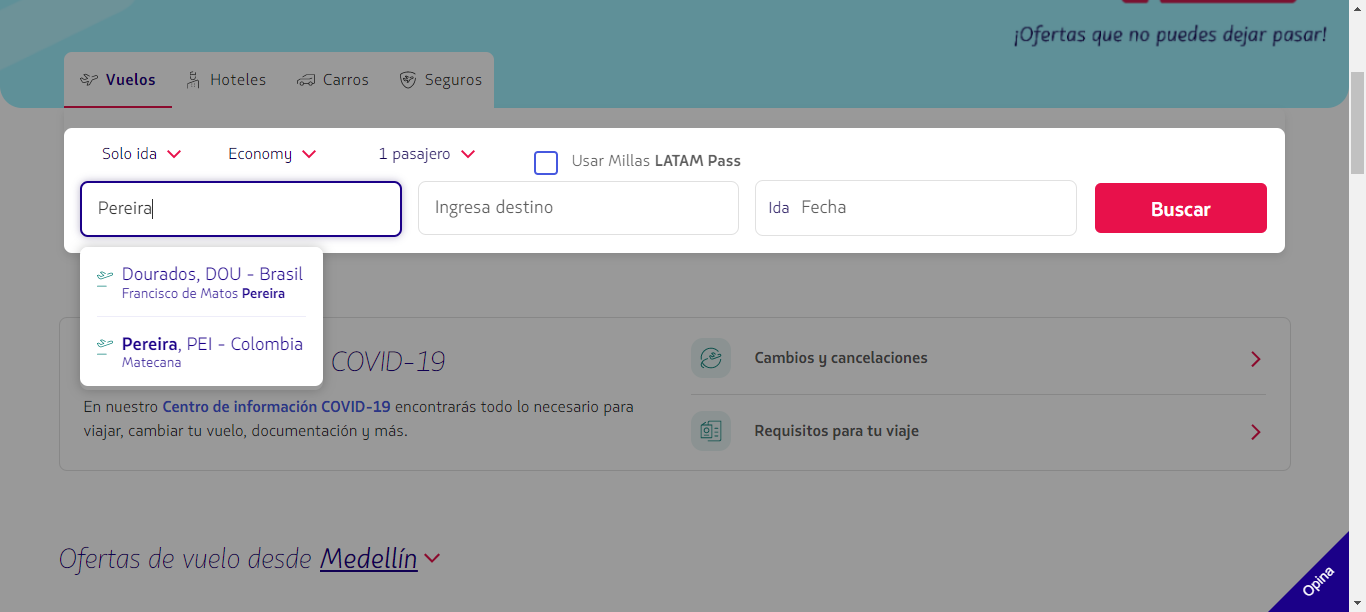 ¡Ofertas que no puedes dejar pasar!
Vuelos Hoteles Carros Seguros
Solo ida Economy 1 pasajero Usar Millas LATAM Pass
Pereira Ingresa destino Ida Fecha Buscar
Dourados, DOU - Brasil
Francisco de Matos Pereira
Pereira, PEI - Colombia
Matecana
COVID-19
En nuestro Centro de información COVID-19 encontrarás todo lo necesario para
viajar, cambiar tu vuelo, documentación y más.
Cambios y cancelaciones
Requisitos para tu viaje
Ofertas de vuelo desde Medellín
Opina